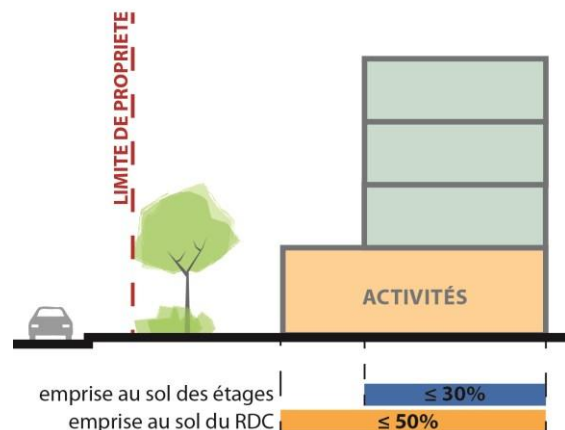 LIMITE DE PROPRIETE
ACTIVITÉS
emprise au sol des étages
≤ 30%
emprise au sol du RDC
≤ 50%